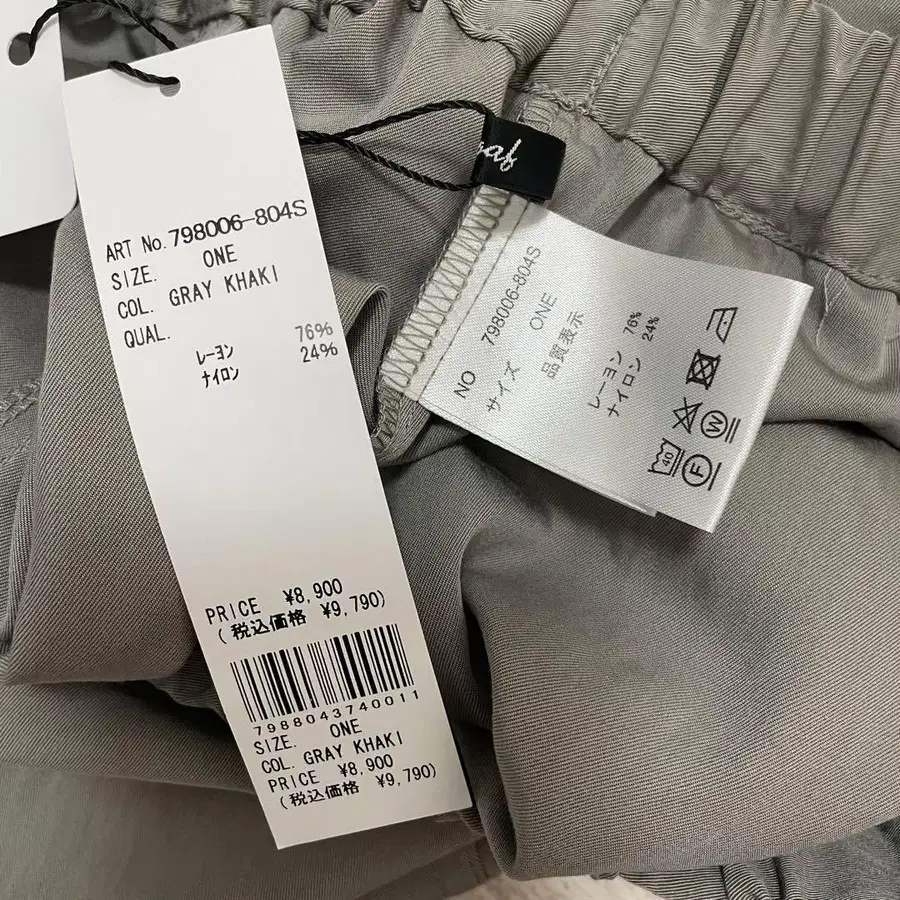 ART No. 798006-804S
SIZE. ONE
COL. GRAY KHAKI
QUAL.
レーヨン 76%
ナイロン 24%
PRICE ¥8,900
(税込価格 ¥9,790)
7988043740011
SIZE. ONE
COL. GRAY KHAKI
PRICE ¥8,900
(税込価格 ¥9,790)
NO 798006-804S
サイズ ONE
品質表示
レーヨン 76%
ナイロン 24%
40
W
F